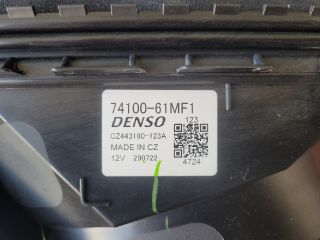 74100-61MF1
DENSO
123
CZ443190-123A
MADE IN CZ
12V 290722
4724